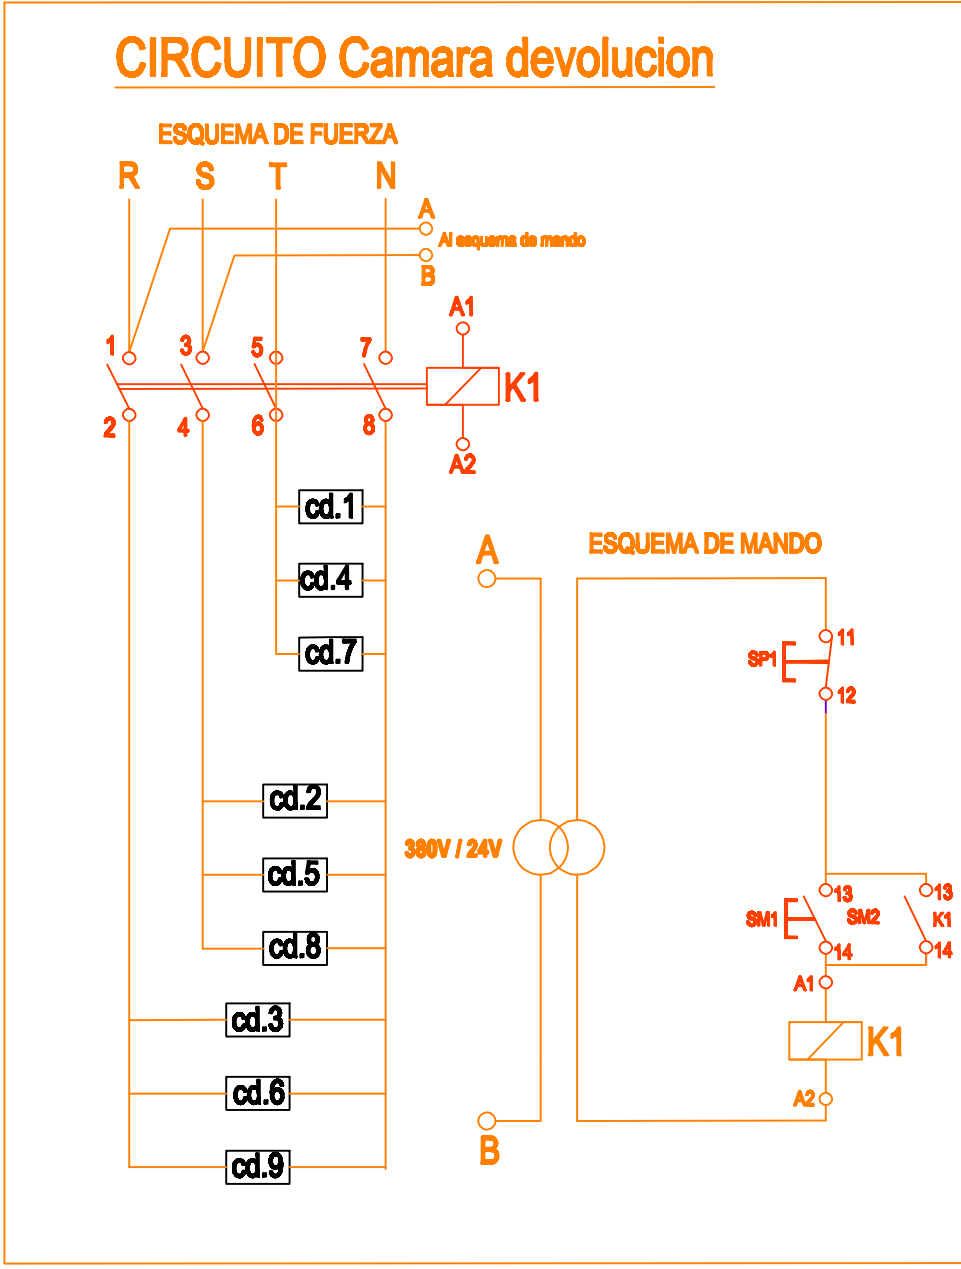 CIRCUITO Camara devolucion
ESQUEMA DE FUERZA
R S T N
A
Al esquema de mando
B
A1
1 3 5 7
K1
2 4 6 8
A2
cd.1
cd.4
cd.7
cd.2
cd.5
cd.8
cd.3
cd.6
cd.9
A
ESQUEMA DE MANDO
11
SP1
12
380V / 24V
13 13
SM1 SM2 K1
14 14
A1
K1
A2
B